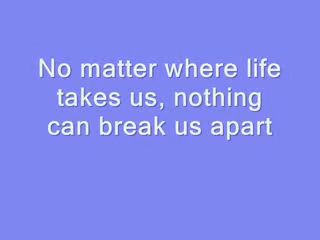 No matter where life
takes us, nothing
can break us apart